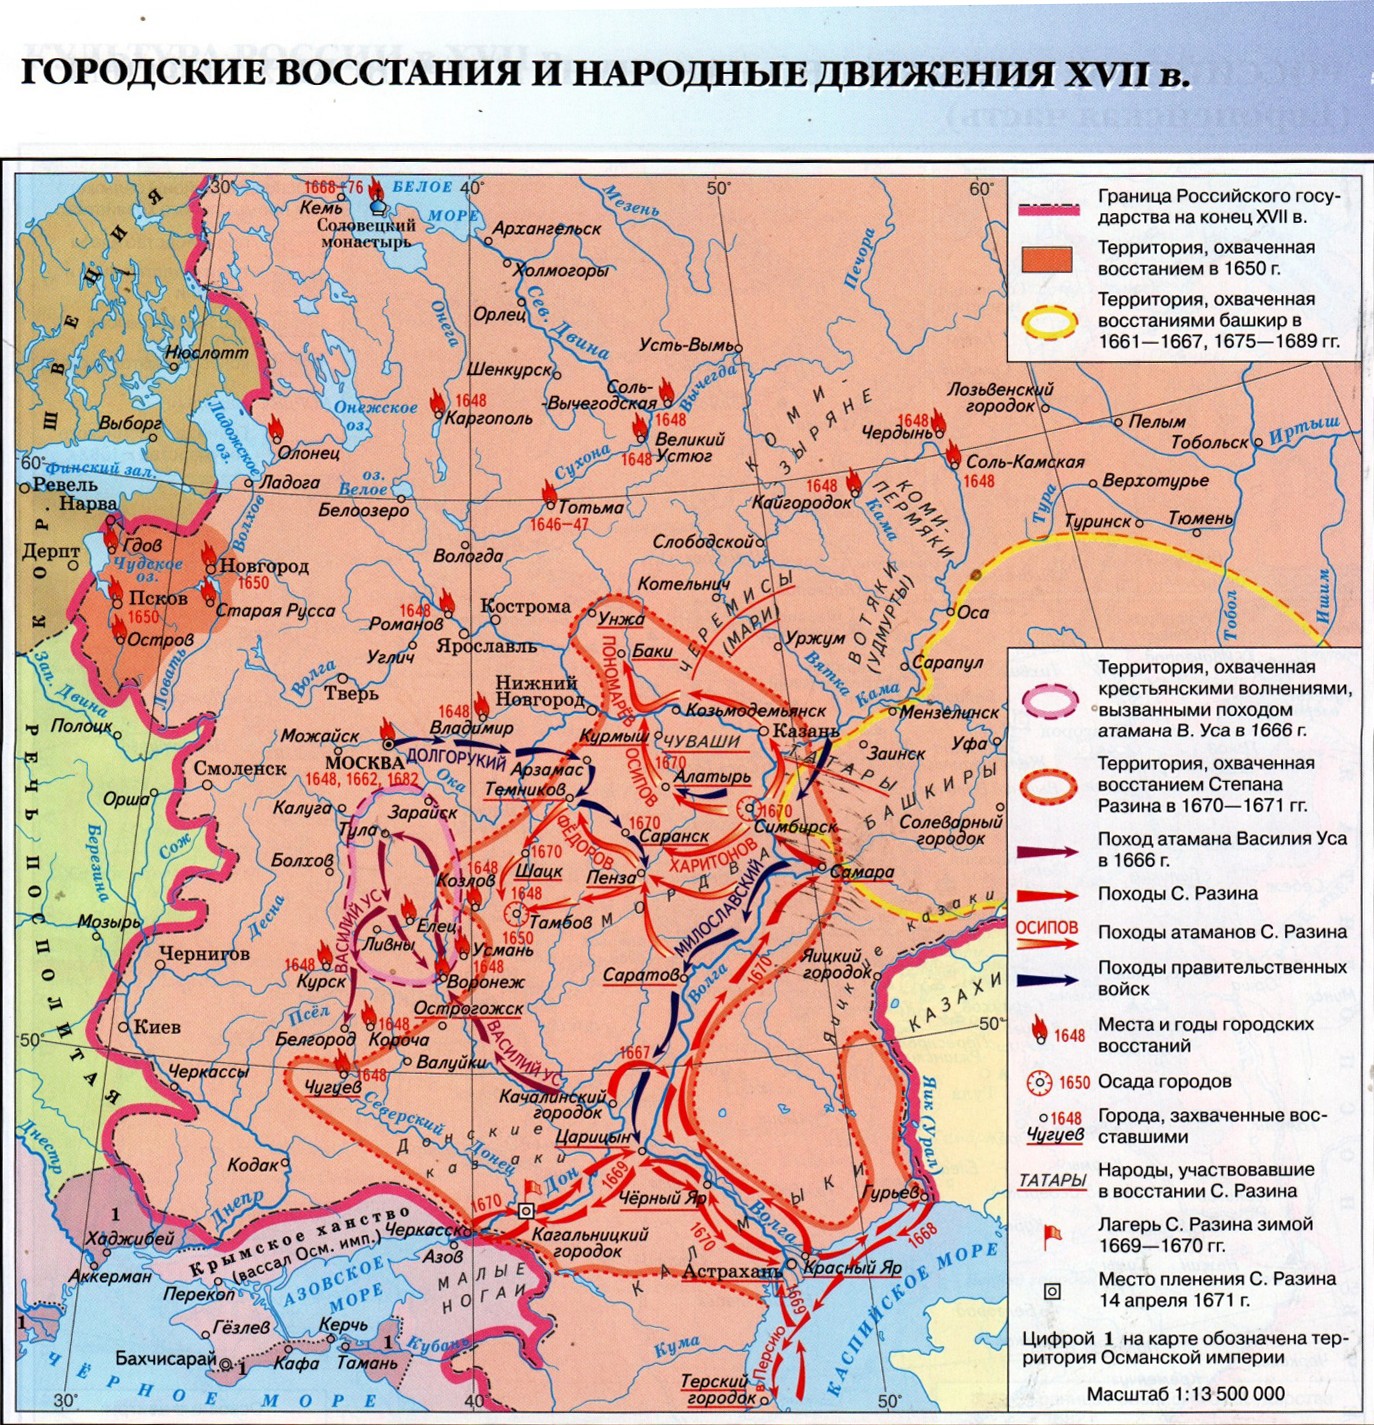 ГОРОДСКИЕ ВОССТАНИЯ И НАРОДНЫЕ ДВИЖЕНИЯ XVII в.
30°
40°
50°
60°
1668–76
Кемь
БЕЛОЕ
МОРЕ
Соловецкий
монастырь
Архангельск
Холмогоры
Мезень
Печора
Онега
Орлец
Сев. Двина
Усть-Вымь
Шенкурск
Вычегда
ШВЕЦИЯ
Нюслотт
Выборг
Ладожское
оз.
Онежское
оз.
Олонец
1648
Каргополь
Соль-
Вычегодская
1648
Великий
Устюг
1648
Сухона
КОМИ-
ЗЫРЯНЕ
Лозьвенский
городок
1648
Чердынь
Пелым
Тобольск
Иртыш
60°
Финский зал.
Ревель
Нарва
Ладога
оз.
Белое
Белоозеро
Тотьма
1646–47
1648
Кайгородок
Кама
КОМИ-
ПЕРМЯКИ
Соль-Камская
1648
Верхотурье
Тура
Туринск
Тюмень
Дерпт
Гдов
Чудское
оз.
Волхов
Новгород
1650
Псков
1650
Старая Русса
Остров
Ловать
Вологда
Слободской
Котельнич
1648
Романов
Кострома
Ярославль
Углич
Унжа
Баки
ЧЕРЕМИСЫ
(МАРИ)
Уржум
ВОТЯКИ
(УДМУРТЫ)
Оса
Сарапул
Вятка
Кама
Тобол
Ишим
Волга
Тверь
Нижний
Новгород
ПОНОМАРЁВ
Козьмодемьянск
Казань
Мензелинск
Заинск
Уфа
Зап. Двина
Полоцк
КОР.
РЕЧЬ ПОСПОЛИТАЯ
Можайск
МОСКВА
1648, 1662, 1682
1648
Владимир
ДОЛГОРУКИЙ
Ока
Арзамас
Темников
Курмыш
ЧУВАШИ
1670
Алатырь
ОСИПОВ
ТАТАРЫ
БАШКИРЫ
1670
Симбирск
Солеварный
городок
Смоленск
Орша
Калуга
Зарайск
Тула
Болхов
Березина
Сож
ФЁДОРОВ
1670
Саранск
ХАРИТОНОВ
1670
Шацк
Пенза
МОРДВА
Самара
1648
Козлов
1648
1650
Тамбов
МИЛОСЛАВСКИЙ
Яицкие казаки
Мозырь
Десна
ВАСИЛИЙ УС
Елец
Ливны
Усмань
1648
Чернигов
1648
Курск
Воронеж
Саратов
Волга
1670
Яицкий
городок
КАЗАХИ
50°
50°
Киев
Псёл
Белгород
1648
Короча
Острогожск
ВАСИЛИЙ УС
Валуйки
1667
Черкассы
1648
Чугуев
Северский
Донец
Качалинский
городок
Яик (Урал)
Днестр
Донские
казаки
Царицын
Кодак
Днепр
1670
Дон
1669
Чёрный Яр
Волга
КАЛМЫКИ
Гурьев
1
Хаджибей
Крымское ханство
(вассал Осм. имп.)
Черкасск
Азов
Кагальницкий
городок
1670
Астрахань
Красный Яр
1668
Аккерман
Перекоп
АЗОВСКОЕ
МОРЕ
МАЛЫЕ
НОГАИ
1669
в Персию
КАСПИЙСКОЕ МОРЕ
1
Гёзлев
Керчь
1
Кубань
Кума
Бахчисарай
1
Кафа
Тамань
Терский
городок
ЧЁРНОЕ МОРЕ
30°
40°
50°
Граница Российского госу-
дарства на конец XVII в.
Территория, охваченная
восстанием в 1650 г.
Территория, охваченная
восстаниями башкир в
1661—1667, 1675—1689 гг.
Территория, охваченная
крестьянскими волнениями,
вызванными походом
атамана В. Уса в 1666 г.
Территория, охваченная
восстанием Степана
Разина в 1670—1671 гг.
Поход атамана Василия Уса
в 1666 г.
Походы С. Разина
ОСИПОВ
Походы атаманов С. Разина
Походы правительственных
войск
1648
Места и годы городских
восстаний
1650
Осада городов
1648
Чугуев
Города, захваченные вос-
ставшими
ТАТАРЫ
Народы, участвовавшие
в восстании С. Разина
Лагерь С. Разина зимой
1669—1670 гг.
Место пленения С. Разина
14 апреля 1671 г.
Цифрой 1 на карте обозначена тер-
ритория Османской империи
Масштаб 1:13 500 000